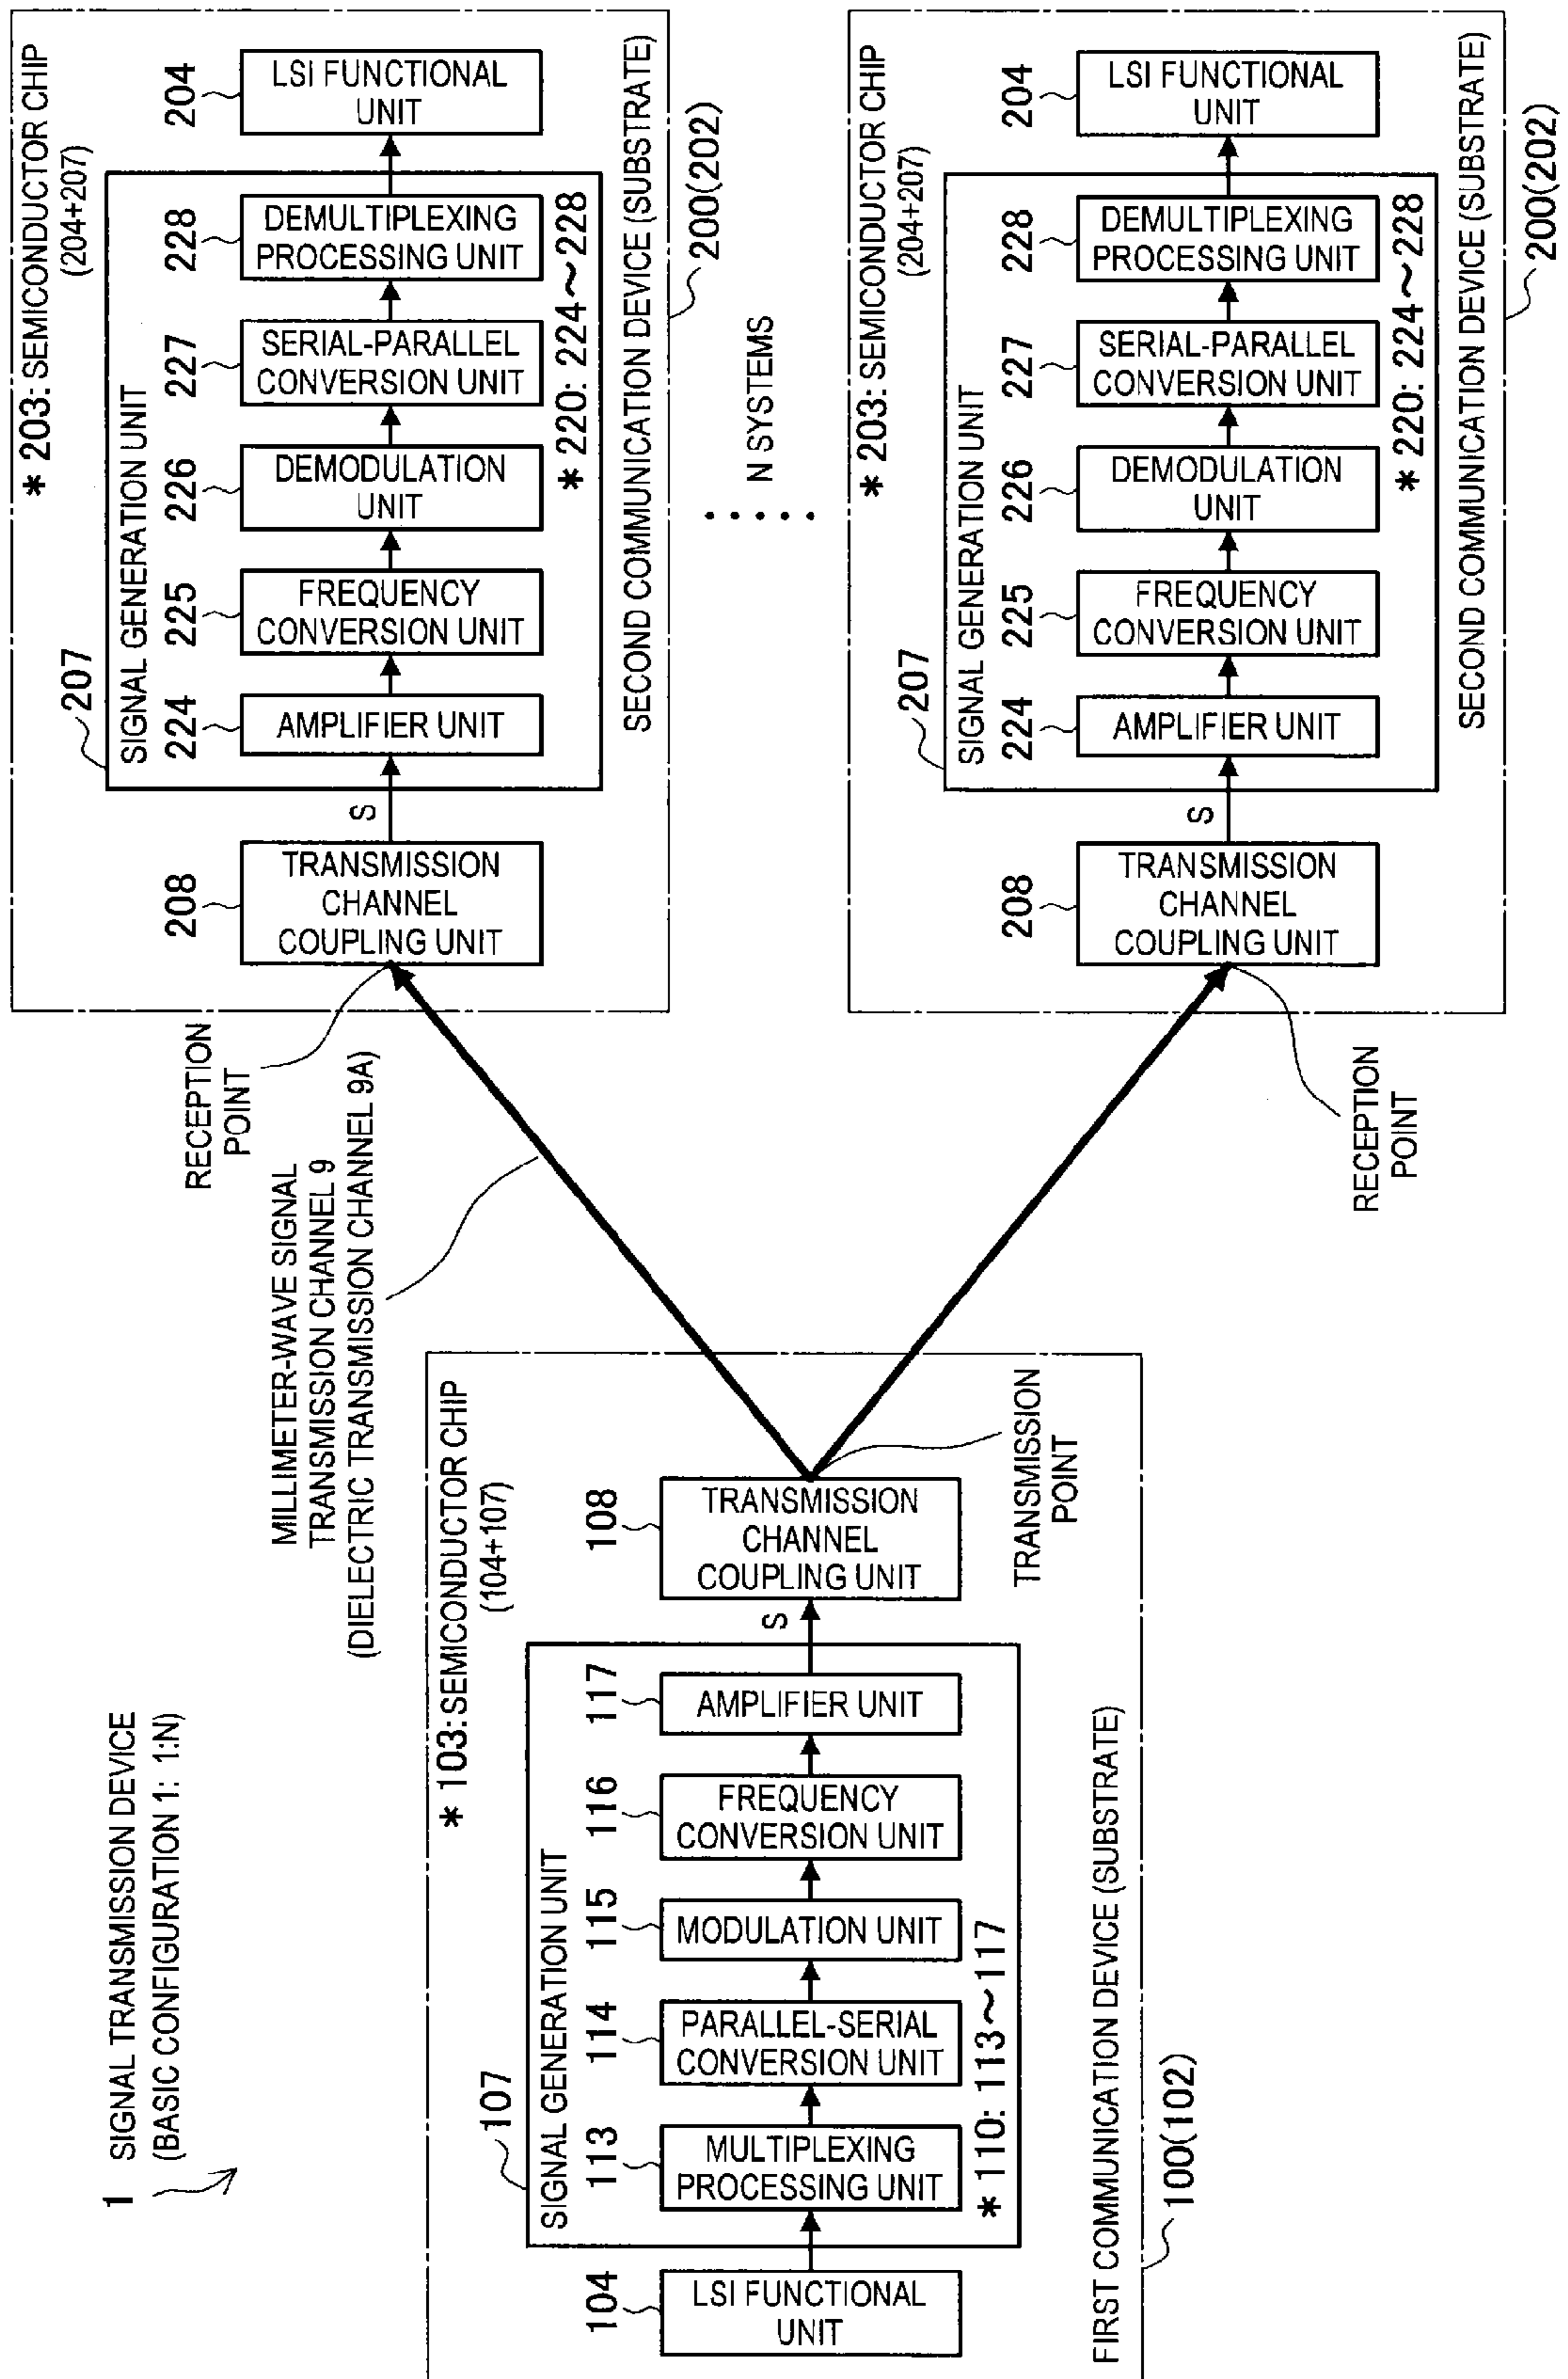 1
SIGNAL TRANSMISSION DEVICE
(BASIC CONFIGURATION 1: 1:N)
MILLIMETER-WAVE SIGNAL
TRANSMISSION CHANNEL 9
(DIELECTRIC TRANSMISSION CHANNEL 9A)
* 103: SEMICONDUCTOR CHIP
(104+107)
107
SIGNAL GENERATION UNIT
104
LSI FUNCTIONAL
UNIT
113
MULTIPLEXING
PROCESSING UNIT
114
PARALLEL-SERIAL
CONVERSION UNIT
115
MODULATION UNIT
116
FREQUENCY
CONVERSION UNIT
117
AMPLIFIER UNIT
* 110: 113~117
S
108
TRANSMISSION
CHANNEL
COUPLING UNIT
TRANSMISSION
POINT
FIRST COMMUNICATION DEVICE (SUBSTRATE)
100(102)
RECEPTION
POINT
* 203: SEMICONDUCTOR CHIP
(204+207)
208
TRANSMISSION
CHANNEL
COUPLING UNIT
S
207
SIGNAL GENERATION UNIT
224
AMPLIFIER UNIT
225
FREQUENCY
CONVERSION UNIT
226
DEMODULATION
UNIT
227
SERIAL-PARALLEL
CONVERSION UNIT
228
DEMULTIPLEXING
PROCESSING UNIT
* 220: 224~228
204
LSI FUNCTIONAL
UNIT
SECOND COMMUNICATION DEVICE (SUBSTRATE)
200(202)
N SYSTEMS
* 203: SEMICONDUCTOR CHIP
(204+207)
208
TRANSMISSION
CHANNEL
COUPLING UNIT
S
207
SIGNAL GENERATION UNIT
224
AMPLIFIER UNIT
225
FREQUENCY
CONVERSION UNIT
226
DEMODULATION
UNIT
227
SERIAL-PARALLEL
CONVERSION UNIT
228
DEMULTIPLEXING
PROCESSING UNIT
* 220: 224~228
204
LSI FUNCTIONAL
UNIT
RECEPTION
POINT
SECOND COMMUNICATION DEVICE (SUBSTRATE)
200(202)